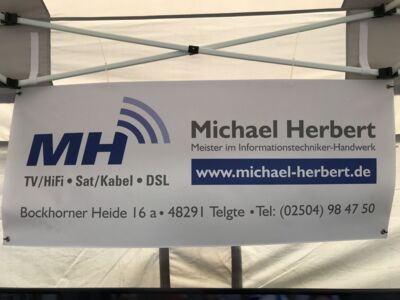 MH
TV/HiFi • Sat/Kabel • DSL
Michael Herbert
Meister im Informationstechniker-Handwerk
www.michael-herbert.de
Bockhorner Heide 16 a • 48291 Telgte • Tel: (02504) 98 47 50